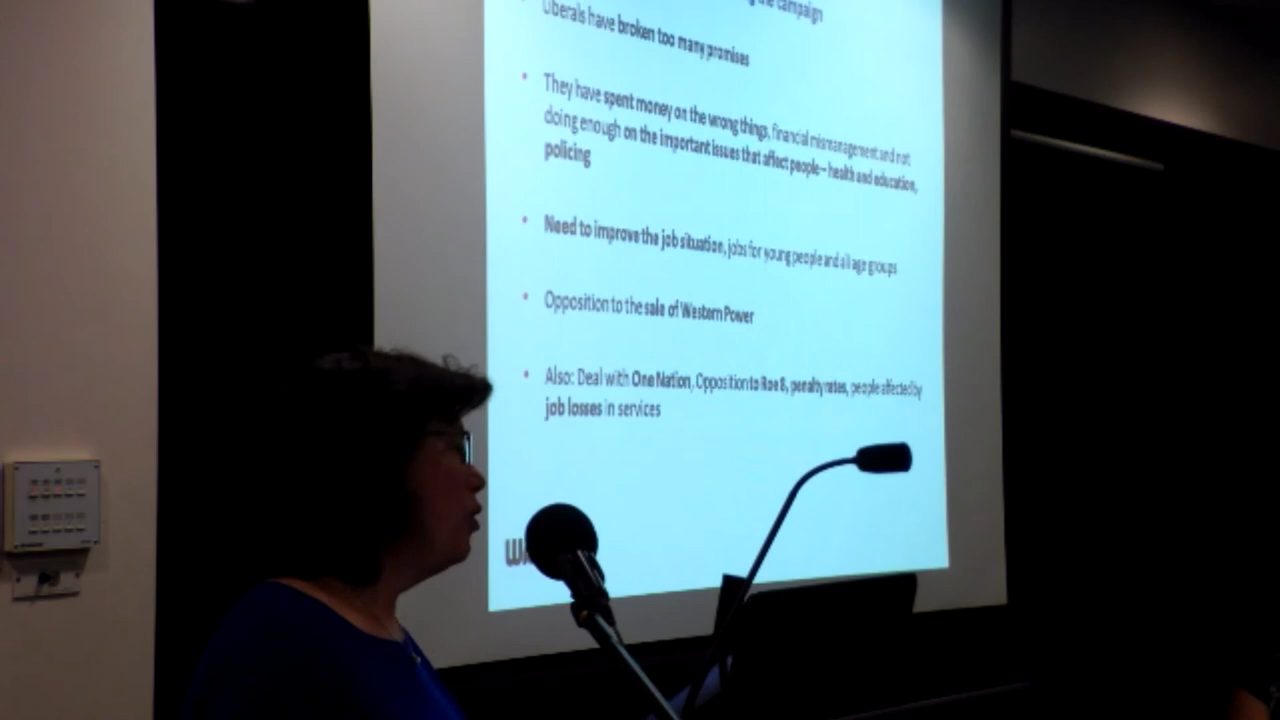 the campaign
Liberals have broken too many promises
They have spent money on the wrong things, financial mismanagement and not
doing enough on the important issues that affect people – health and education,
policing
Need to improve the job situation, jobs for young people and all age groups
Opposition to the sale of Western Power
Also: Deal with One Nation, Opposition to Roe 8, penalty rates, people affected by
job losses in services